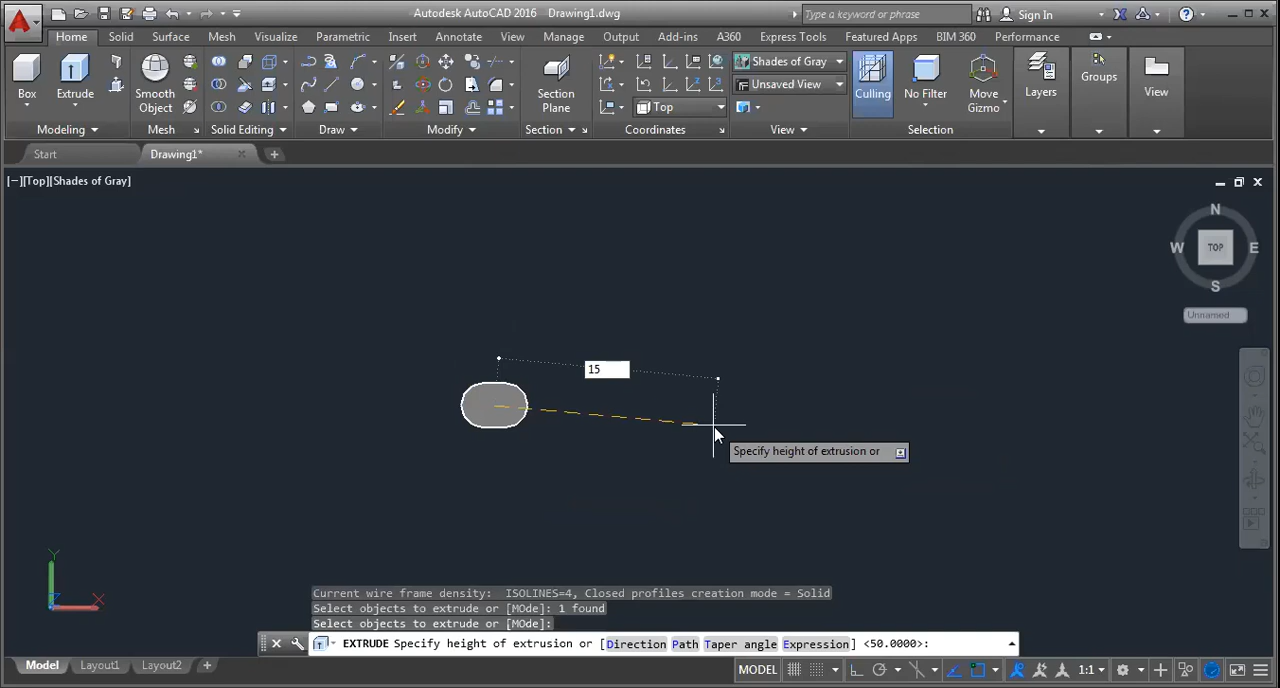 Autodesk AutoCAD 2016 Drawing1.dwg
Type a keyword or phrase
Sign In
Home Solid Surface Mesh Visualize Parametric Insert Annotate View Manage Output Add-ins A360 Express Tools Featured Apps BIM 360 Performance
Box
Extrude
Smooth
Object
Section
Plane
Shades of Gray
Unsaved View
Top
Culling
No Filter
Move
Gizmo
Layers
Groups
View
Modeling Mesh Solid Editing Draw Modify Section Coordinates View Selection
Start
Drawing1*
[−][Top][Shades of Gray]
N
W
TOP
E
S
Unnamed
15
Specify height of extrusion or
Y
Z
X
Current wire frame density: ISOLINES=4, Closed profiles creation mode = Solid
Select objects to extrude or [MOde]: 1 found
Select objects to extrude or [MOde]:
EXTRUDE Specify height of extrusion or [Direction Path Taper angle Expression] <50.0000>:
Model Layout1 Layout2
MODEL
1:1